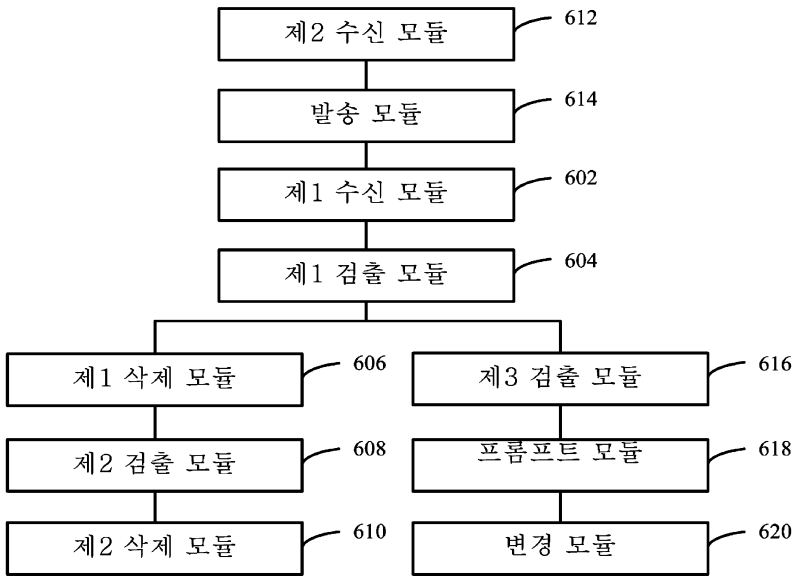 제2 수신 모듈 612
발송 모듈 614
제1 수신 모듈 602
제1 검출 모듈 604
제1 삭제 모듈 606
제3 검출 모듈 616
제2 검출 모듈 608
프롬프트 모듈 618
제2 삭제 모듈 610
변경 모듈 620